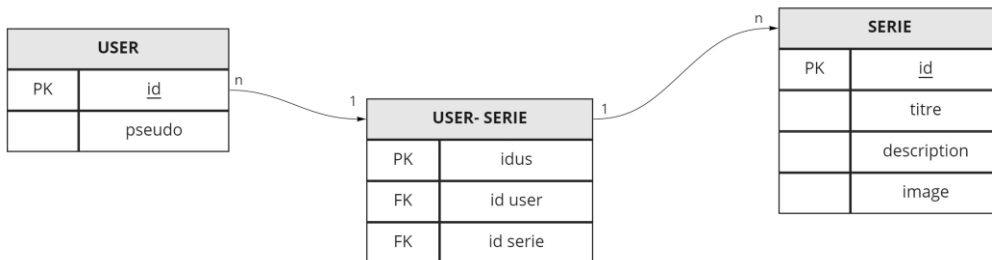 USER
PK id
pseudo
n
1
USER- SERIE
PK idus
FK id user
FK id serie
1
n
SERIE
PK id
titre
description
image